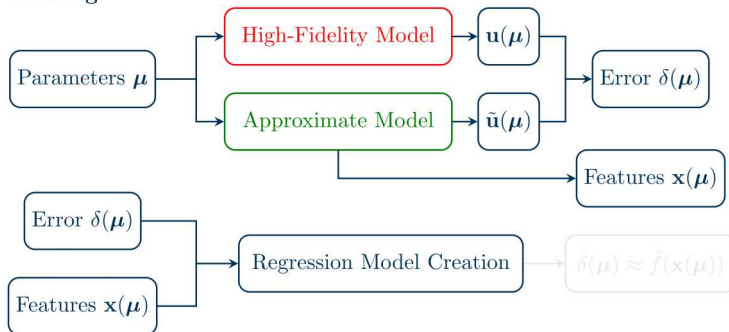 High-Fidelity Model
u(μ)
Parameters μ
Error δ(μ)
Approximate Model
ũ(μ)
Features x(μ)
Error δ(μ)
Regression Model Creation
Features x(μ)